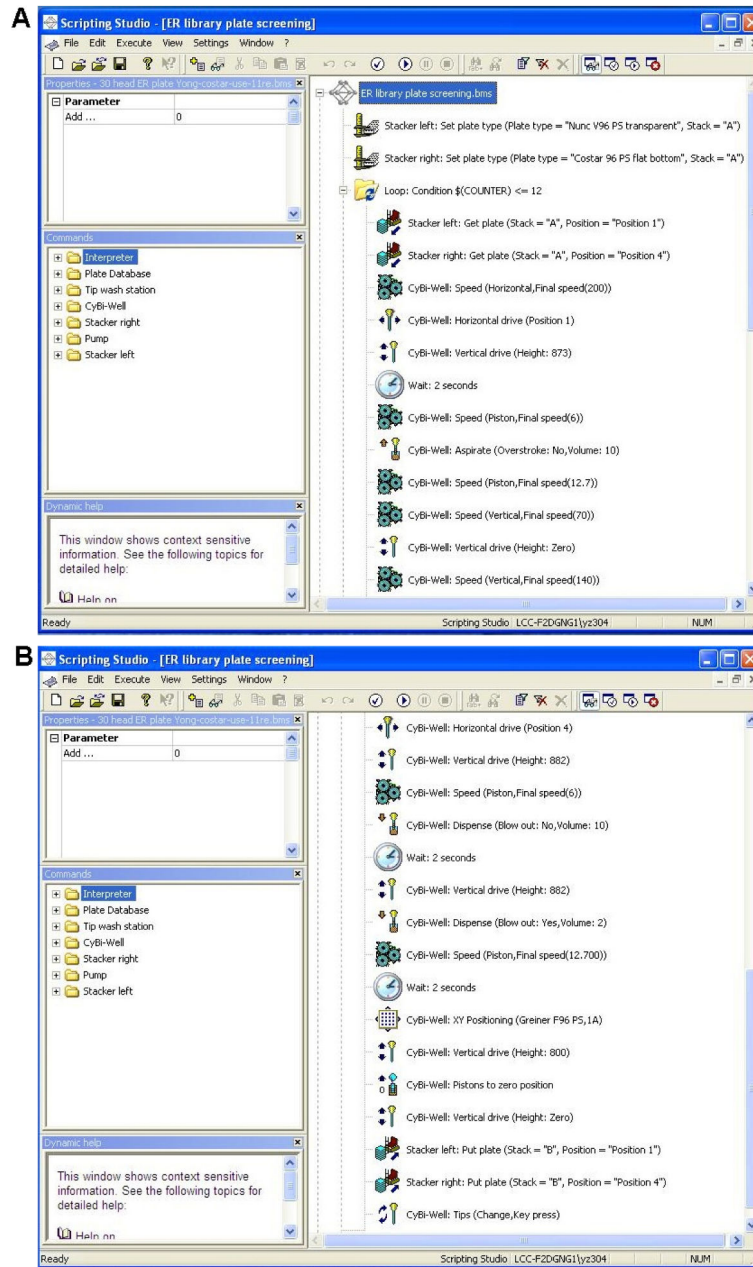 A
Scripting Studio - [ER library plate screening]
File Edit Execute View Settings Window ?
Properties - 30 head ER plate Yong-costar-use-11re.bms
Parameter
Add ... 0
Commands
Interpreter
Plate Database
Tip wash station
CyBi-Well
Stacker right
Pump
Stacker left
Dynamic help
This window shows context sensitive
information. See the following topics for
detailed help:
Help on
ER library plate screening.bms
Stacker left: Set plate type (Plate type = "Nunc V96 PS transparent", Stack = "A")
Stacker right: Set plate type (Plate type = "Costar 96 PS flat bottom", Stack = "A")
Loop: Condition $(COUNTER) <= 12
Stacker left: Get plate (Stack = "A", Position = "Position 1")
Stacker right: Get plate (Stack = "A", Position = "Position 4")
CyBi-Well: Speed (Horizontal,Final speed(200))
CyBi-Well: Horizontal drive (Position 1)
CyBi-Well: Vertical drive (Height: 873)
Wait: 2 seconds
CyBi-Well: Speed (Piston,Final speed(6))
CyBi-Well: Aspirate (Overstroke: No,Volume: 10)
CyBi-Well: Speed (Piston,Final speed(12.7))
CyBi-Well: Speed (Vertical,Final speed(70))
CyBi-Well: Vertical drive (Height: Zero)
CyBi-Well: Speed (Vertical,Final speed(140))
Ready Scripting Studio LCC-F2DGNG1\yz304 NUM
B
Scripting Studio - [ER library plate screening]
File Edit Execute View Settings Window ?
Properties - 30 head ER plate Yong-costar-use-11re.bms
Parameter
Add ... 0
Commands
Interpreter
Plate Database
Tip wash station
CyBi-Well
Stacker right
Pump
Stacker left
Dynamic help
This window shows context sensitive
information. See the following topics for
detailed help:
Help on
CyBi-Well: Horizontal drive (Position 4)
CyBi-Well: Vertical drive (Height: 882)
CyBi-Well: Speed (Piston,Final speed(6))
CyBi-Well: Dispense (Blow out: No,Volume: 10)
Wait: 2 seconds
CyBi-Well: Vertical drive (Height: 882)
CyBi-Well: Dispense (Blow out: Yes,Volume: 2)
CyBi-Well: Speed (Piston,Final speed(12.700))
Wait: 2 seconds
CyBi-Well: XY Positioning (Greiner F96 PS,1A)
CyBi-Well: Vertical drive (Height: 800)
CyBi-Well: Pistons to zero position
CyBi-Well: Vertical drive (Height: Zero)
Stacker left: Put plate (Stack = "B", Position = "Position 1")
Stacker right: Put plate (Stack = "B", Position = "Position 4")
CyBi-Well: Tips (Change,Key press)
Ready Scripting Studio LCC-F2DGNG1\yz304 NUM